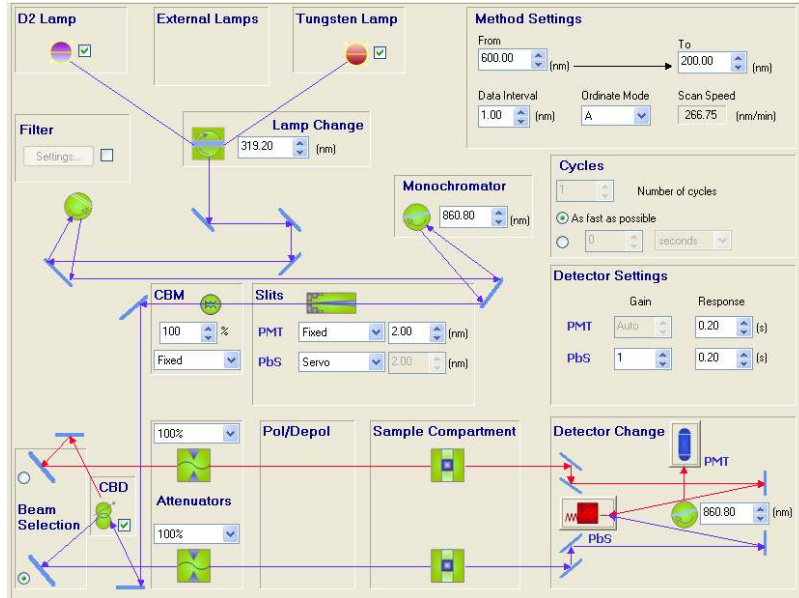 D2 Lamp
External Lamps
Tungsten Lamp
Method Settings
From
To
600.00 (nm)
200.00 (nm)
Data Interval
Ordinate Mode
Scan Speed
1.00 (nm)
A
266.75 (nm/min)
Filter
Settings...
Lamp Change
319.20 (nm)
Monochromator
860.80 (nm)
Cycles
1 Number of cycles
As fast as possible
0 seconds
CBM
100 %
Fixed
Slits
PMT Fixed 2.00 (nm)
PbS Servo 2.00 (nm)
Detector Settings
Gain Response
PMT Auto 0.20 (s)
PbS 1 0.20 (s)
Beam
Selection
CBD
100%
Attenuators
100%
Pol/Depol
Sample Compartment
Detector Change
PMT
860.80 (nm)
PbS